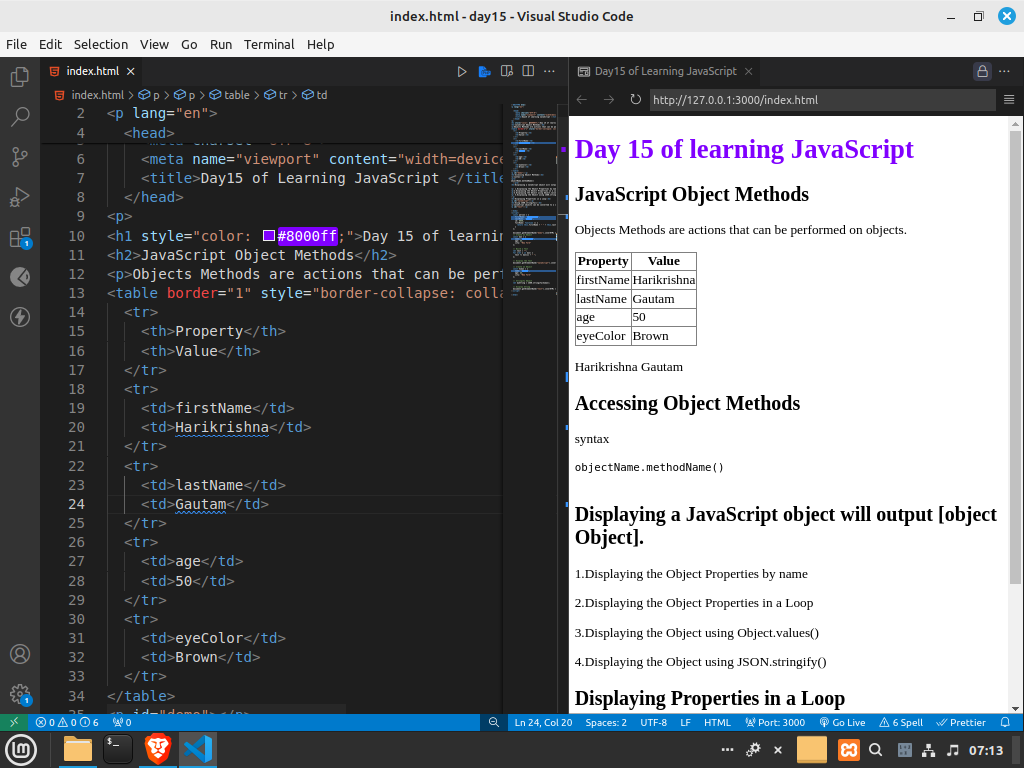 index.html - day15 - Visual Studio Code
File Edit Selection View Go Run Terminal Help
index.html
index.html > p > p > table > tr > td
2 <p lang="en">
4 <head>
6 <meta name="viewport" content="width=device
7 <title>Day15 of Learning JavaScript </title
8 </head>
9 <p>
10 <h1 style="color: #8000ff;">Day 15 of learnin
11 <h2>JavaScript Object Methods</h2>
12 <p>Objects Methods are actions that can be per
13 <table border="1" style="border-collapse: colla
14 <tr>
15 <th>Property</th>
16 <th>Value</th>
17 </tr>
18 <tr>
19 <td>firstName</td>
20 <td>Harikrishna</td>
21 </tr>
22 <tr>
23 <td>lastName</td>
24 <td>Gautam</td>
25 </tr>
26 <tr>
27 <td>age</td>
28 <td>50</td>
29 </tr>
30 <tr>
31 <td>eyeColor</td>
32 <td>Brown</td>
33 </tr>
34 </table>
35 <p id="demo"></p>
1
1
Day15 of Learning JavaScript
http://127.0.0.1:3000/index.html
Day 15 of learning JavaScript
JavaScript Object Methods
Objects Methods are actions that can be performed on objects.
Property Value
firstName Harikrishna
lastName Gautam
age 50
eyeColor Brown
Harikrishna Gautam
Accessing Object Methods
syntax
objectName.methodName()
Displaying a JavaScript object will output [object
Object].
1.Displaying the Object Properties by name
2.Displaying the Object Properties in a Loop
3.Displaying the Object using Object.values()
4.Displaying the Object using JSON.stringify()
Displaying Properties in a Loop
0 0 6 0 Ln 24, Col 20 Spaces: 2 UTF-8 LF HTML Port: 3000 Go Live 6 Spell Prettier
07:13